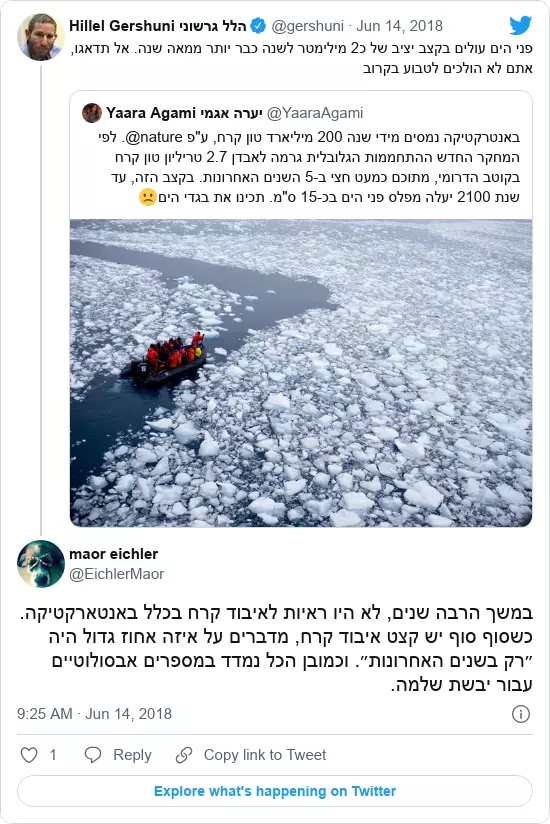 Hillel Gershuni הלל גרשוני @gershuni · Jun 14, 2018
פני הים עולים בקצב יציב של כ2 מילימטר לשנה כבר יותר ממאה שנה. אל תדאגו,
אתם לא הולכים לטבוע בקרוב
Yaara Agami יערה אגמי @YaaraAgami
באנטרקטיקה נמסים מידי שנה 200 מיליארד טון קרח, ע"פ nature@. לפי
המחקר החדש ההתחממות הגלובלית גרמה לאבדן 2.7 טריליון טון קרח
בקוטב הדרומי, מתוכם כמעט חצי ב-5 השנים האחרונות. בקצב הזה, עד
שנת 2100 יעלה מפלס פני הים בכ-15 ס"מ. תכינו את בגדי הים☹️
maor eichler
@EichlerMaor
במשך הרבה שנים, לא היו ראיות לאיבוד קרח בכלל באנטארקטיקה.
כשסוף סוף יש קצט איבוד קרח, מדברים על איזה אחוז גדול היה
״רק בשנים האחרונות״. וכמובן הכל נמדד במספרים אבסולוטיים
עבור יבשת שלמה.
9:25 AM · Jun 14, 2018
1 Reply Copy link to Tweet
Explore what's happening on Twitter